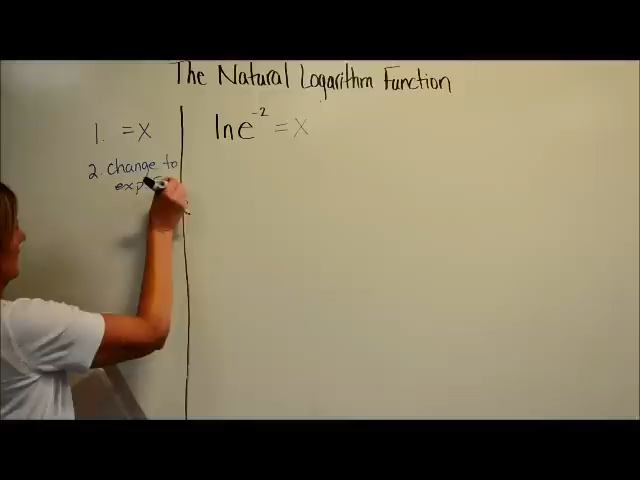 The Natural Logarithm Function
1. =X
ln e⁻² = X
2. change to